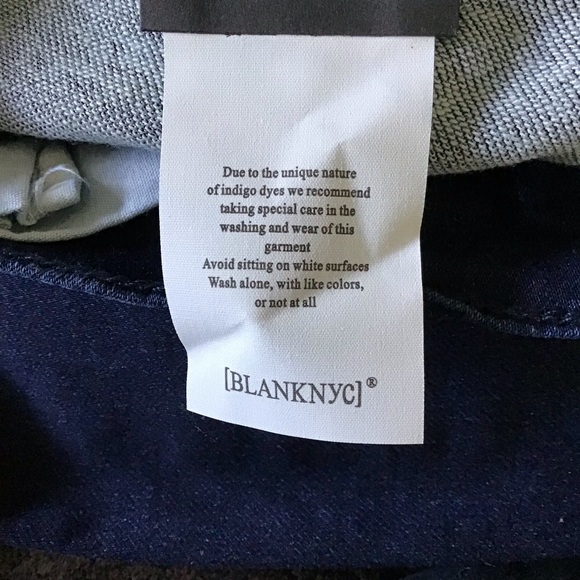 Due to the unique nature
of indigo dyes we recommend
taking special care in the
washing and wear of this
garment
Avoid sitting on white surfaces
Wash alone, with like colors,
or not at all
[BLANKNYC]®